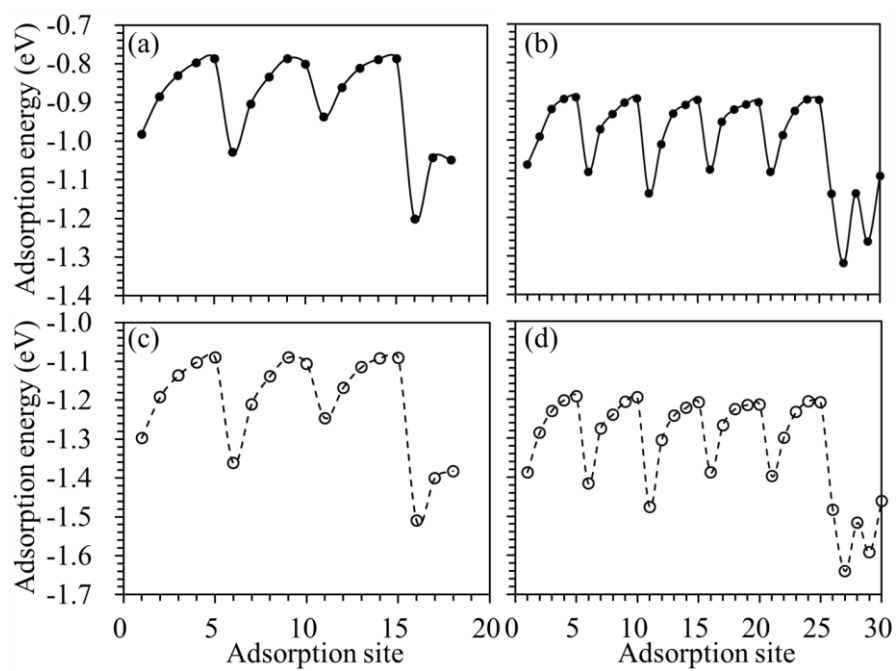 (a)
(b)
Adsorption energy (eV)
-0.7
-0.8
-0.9
-1.0
-1.1
-1.2
-1.3
-1.4
(c)
(d)
Adsorption energy (eV)
-1.0
-1.1
-1.2
-1.3
-1.4
-1.5
-1.6
-1.7
0 5 10 15 20
0 5 10 15 20 25 30
Adsorption site
Adsorption site